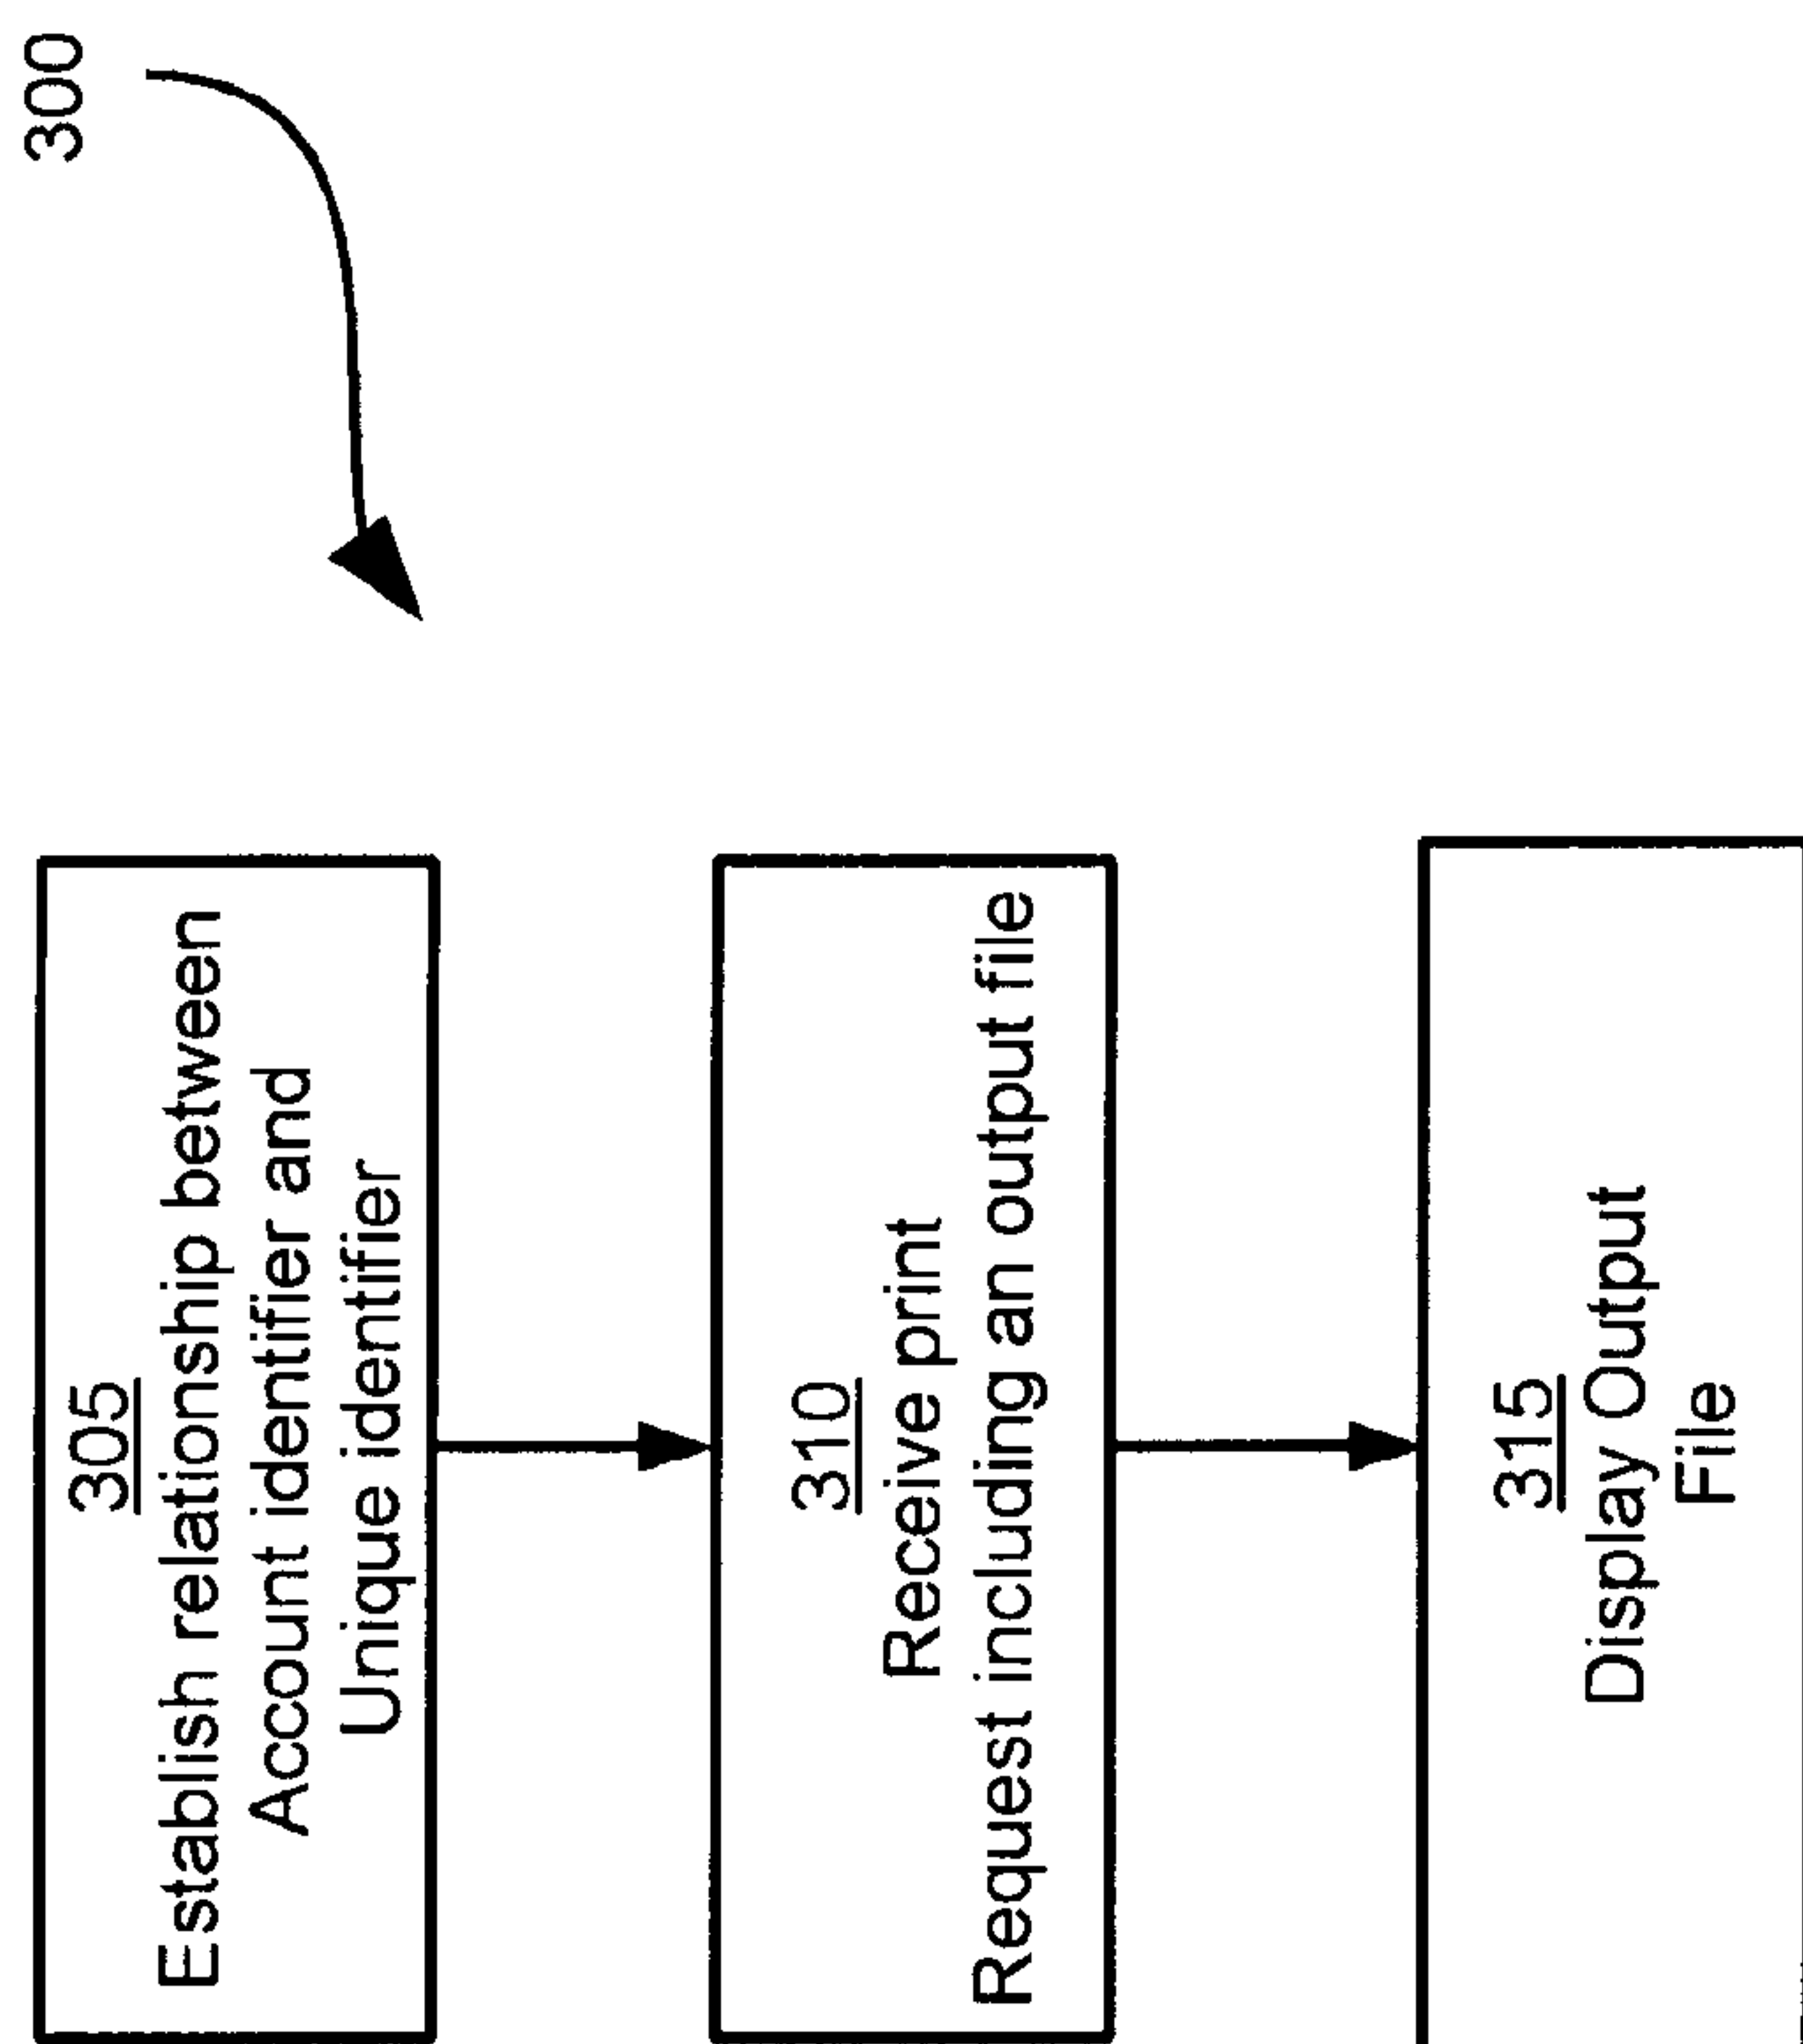 300
305
Establish relationship between
Account identifier and
Unique identifier
310
Receive print
Request including an output file
315
Display Output
File